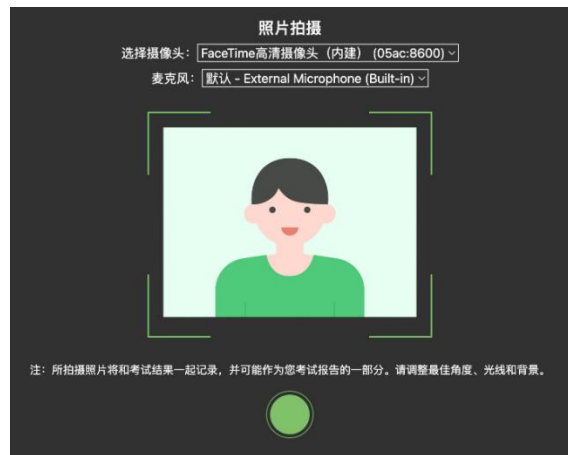 照片拍摄
选择摄像头： FaceTime高清摄像头（内建） (05ac:8600)
麦克风： 默认 - External Microphone (Built-in)
注：所拍摄照片将和考试结果一起记录，并可能作为您考试报告的一部分。请调整最佳角度、光线和背景。